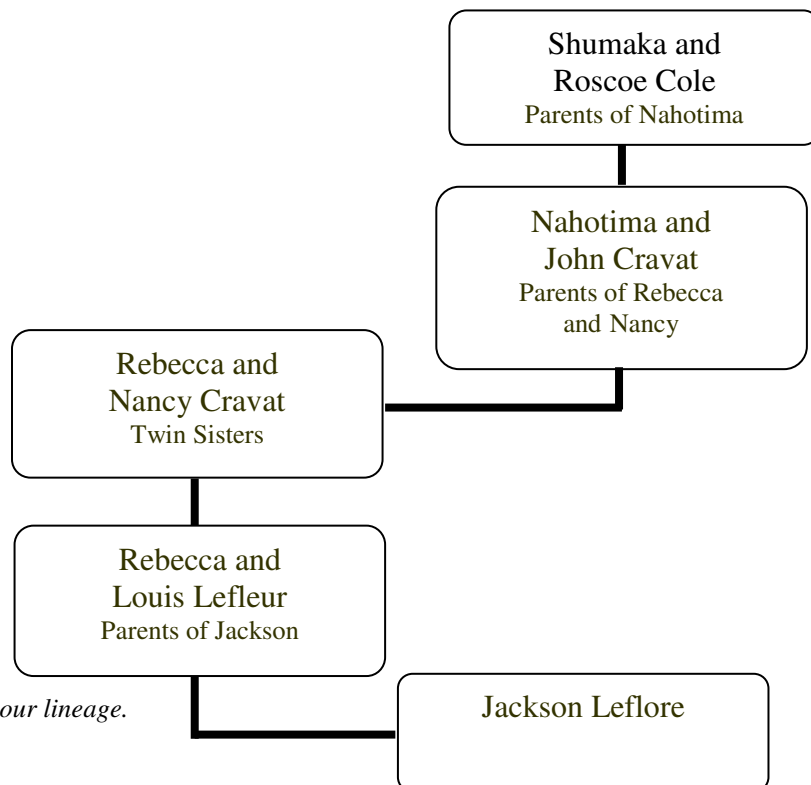 Shumaka and
Roscoe Cole
Parents of Nahotima
Nahotima and
John Cravat
Parents of Rebecca
and Nancy
Rebecca and
Nancy Cravat
Twin Sisters
Rebecca and
Louis Lefleur
Parents of Jackson
our lineage.
Jackson Leflore